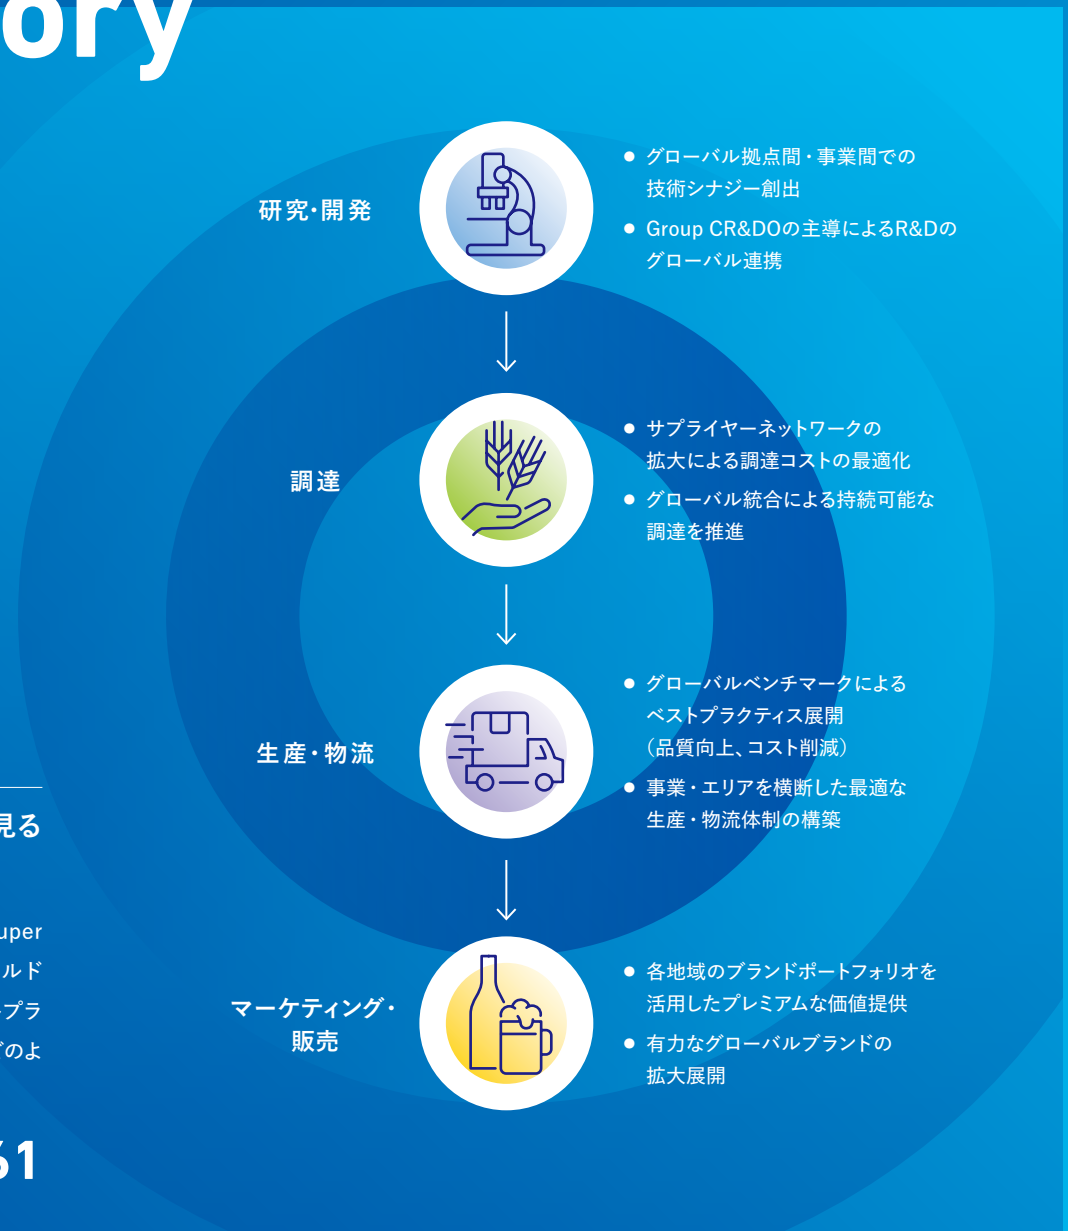 ory
研究・開発
● グローバル拠点間・事業間での
技術シナジー創出
● Group CR&DOの主導によるR&Dの
グローバル連携
調達
● サプライヤーネットワークの
拡大による調達コストの最適化
● グローバル統合による持続可能な
調達を推進
生産・物流
● グローバルベンチマークによる
ベストプラクティス展開
（品質向上、コスト削減）
● 事業・エリアを横断した最適な
生産・物流体制の構築
マーケティング・
販売
● 各地域のブランドポートフォリオを
活用したプレミアムな価値提供
● 有力なグローバルブランドの
拡大展開
見る
uper
ルド
プラ
どのよ
61